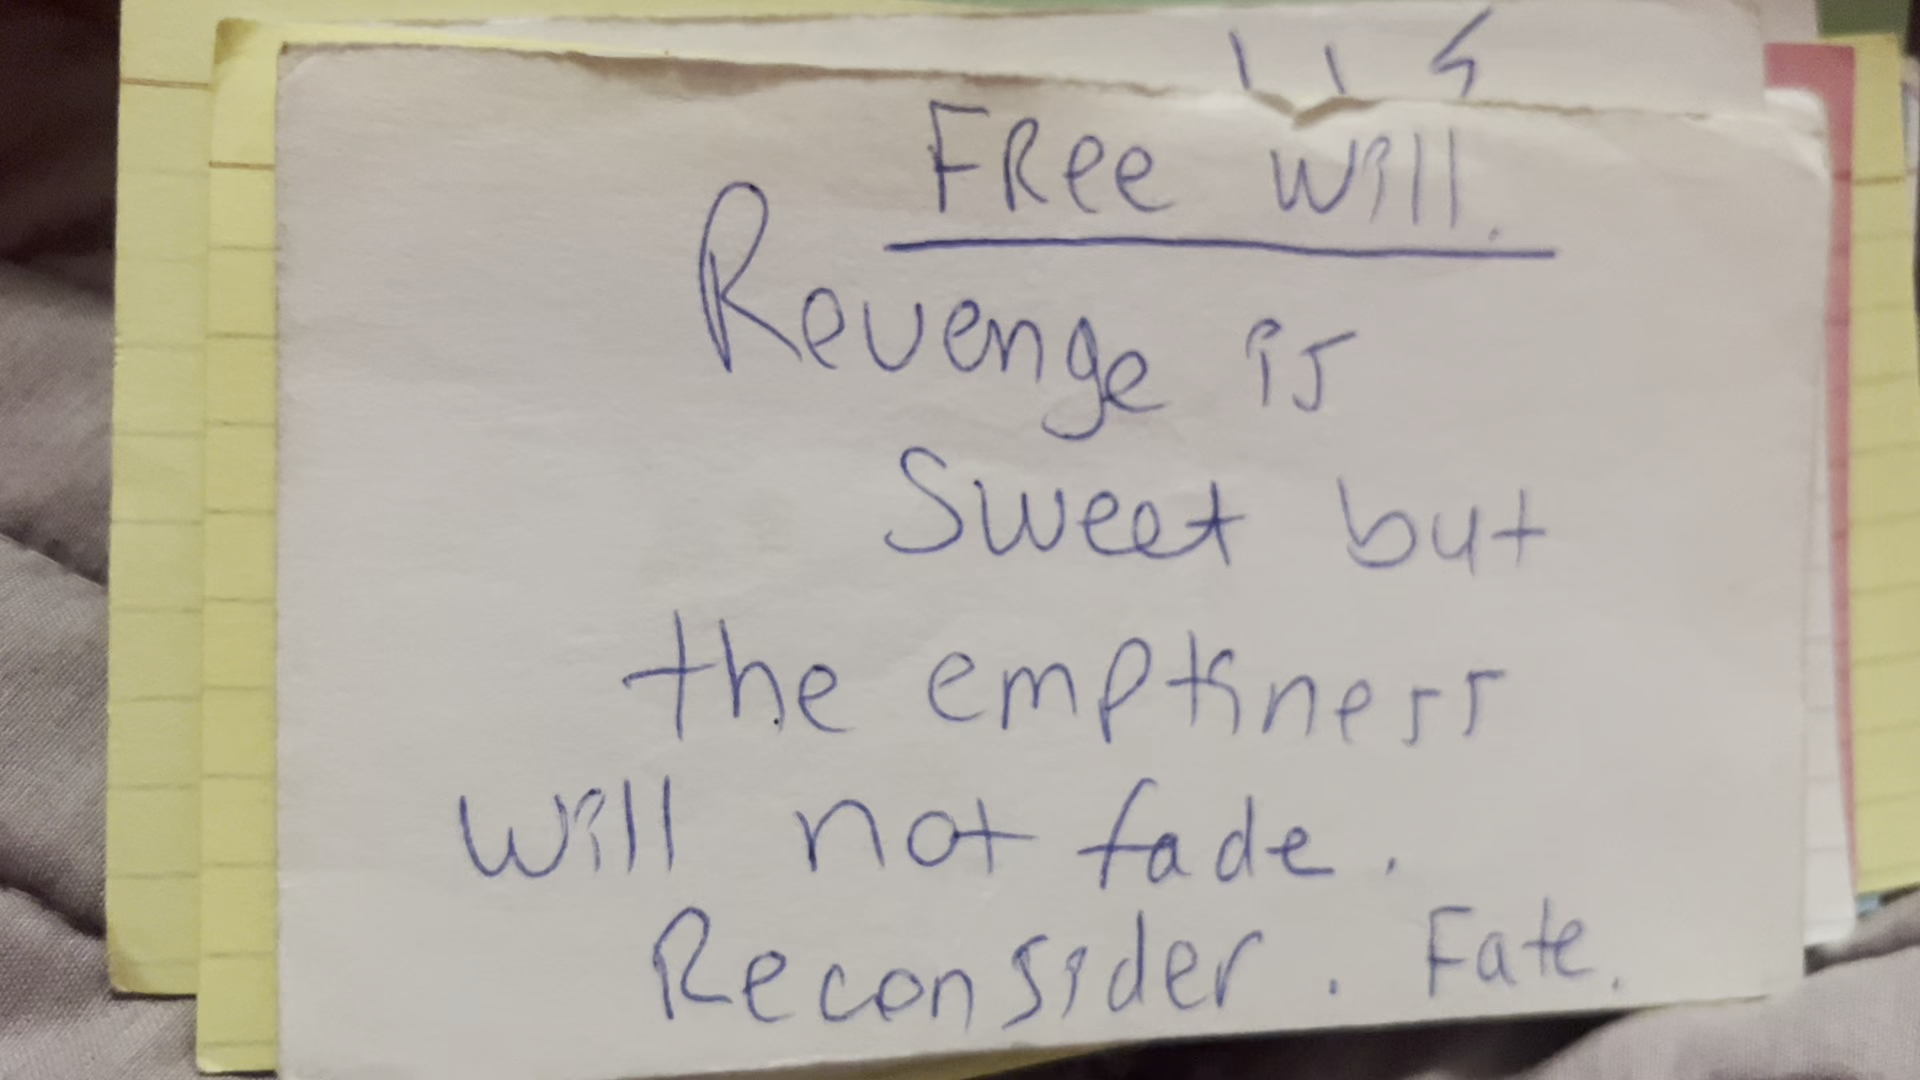 FRee will.
Revenge is
Sweet but
the emptiness
will not fade.
Reconsider. Fate.